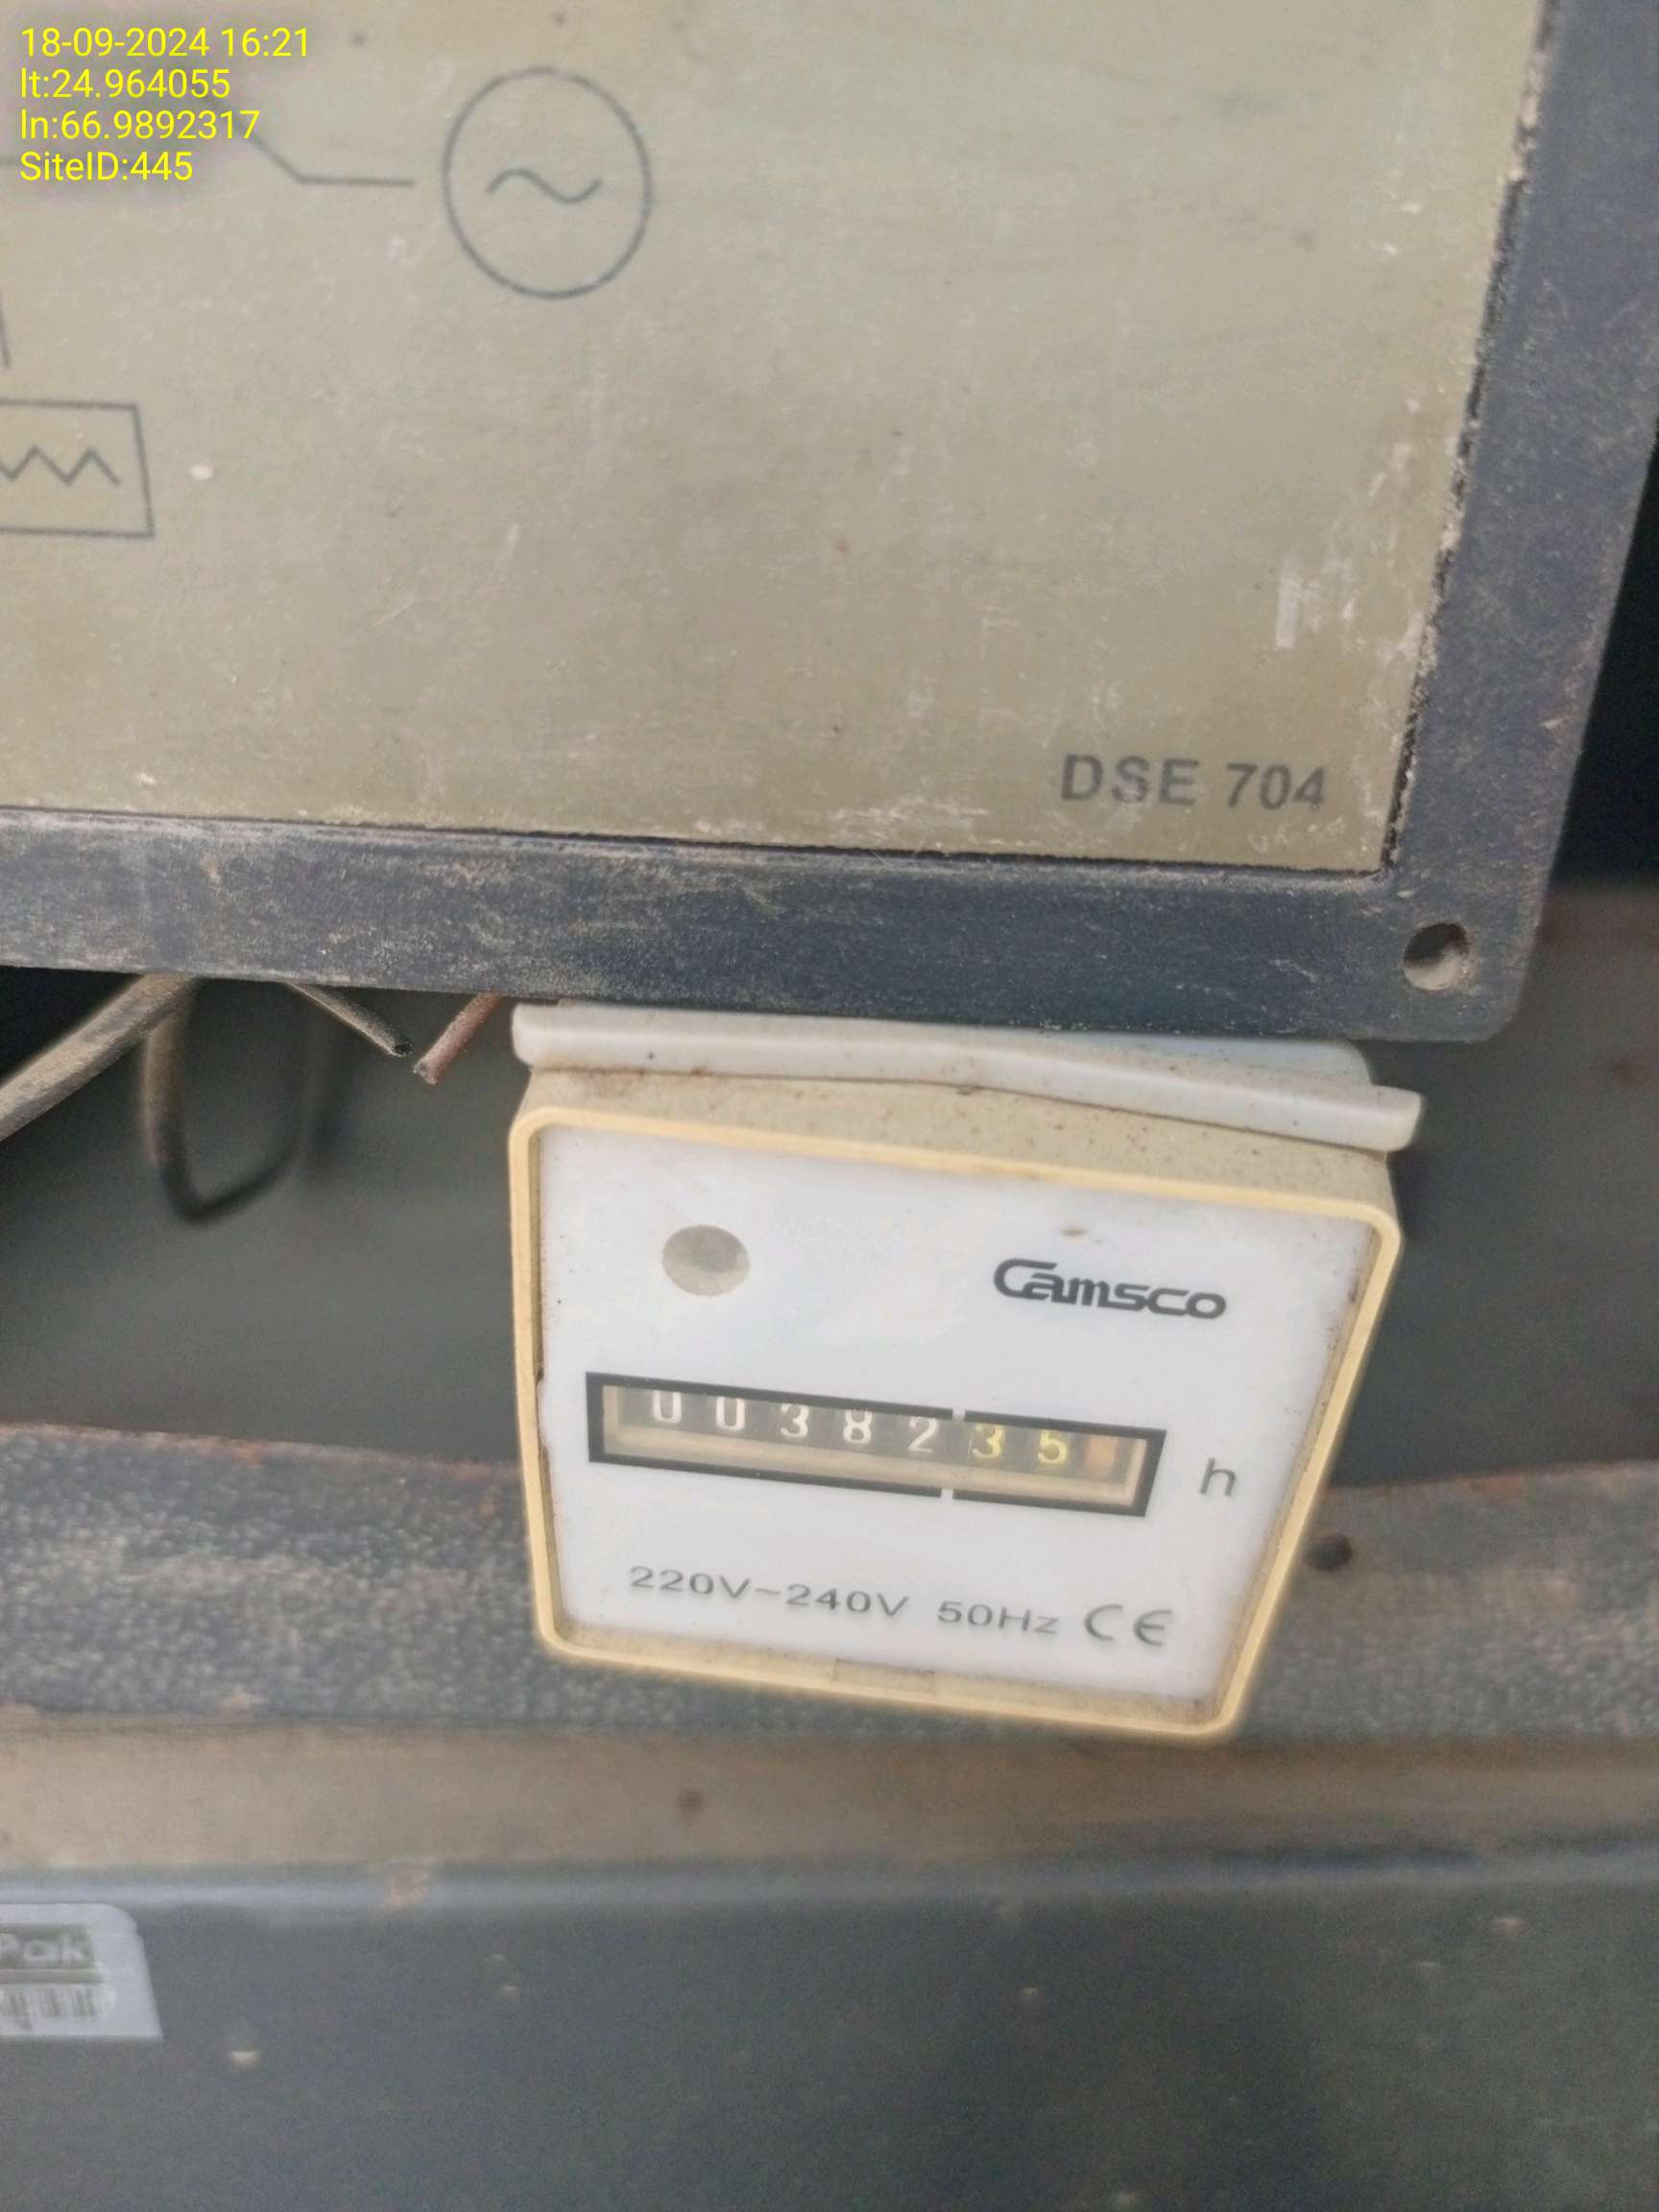 18-09-2024 16:21
lt:24.964055
ln:66.9892317
SiteID:445
DSE 704
Camsco
0038235
h
220V~240V 50Hz CE
Pak